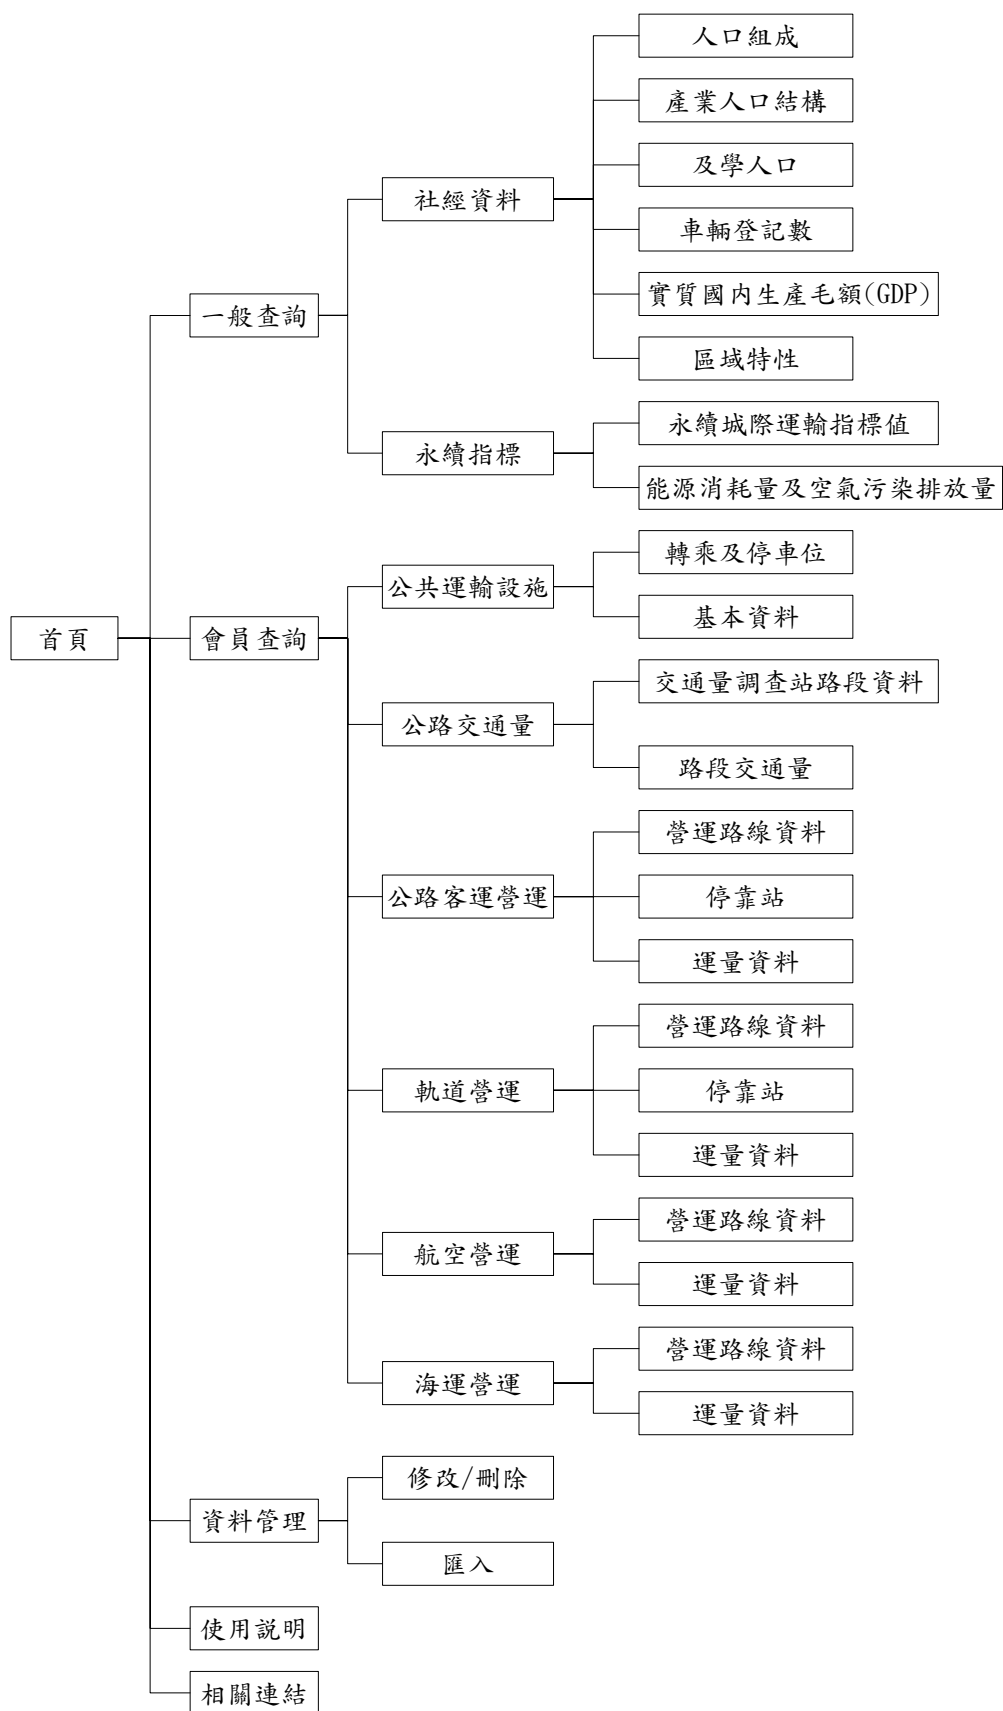 首頁
一般查詢
社經資料
人口組成
產業人口結構
及學人口
車輛登記數
實質國內生產毛額(GDP)
區域特性
永續指標
永續城際運輸指標值
能源消耗量及空氣污染排放量
會員查詢
公共運輸設施
轉乘及停車位
基本資料
公路交通量
交通量調查站路段資料
路段交通量
公路客運營運
營運路線資料
停靠站
運量資料
軌道營運
營運路線資料
停靠站
運量資料
航空營運
營運路線資料
運量資料
海運營運
營運路線資料
運量資料
資料管理
修改/刪除
匯入
使用說明
相關連結